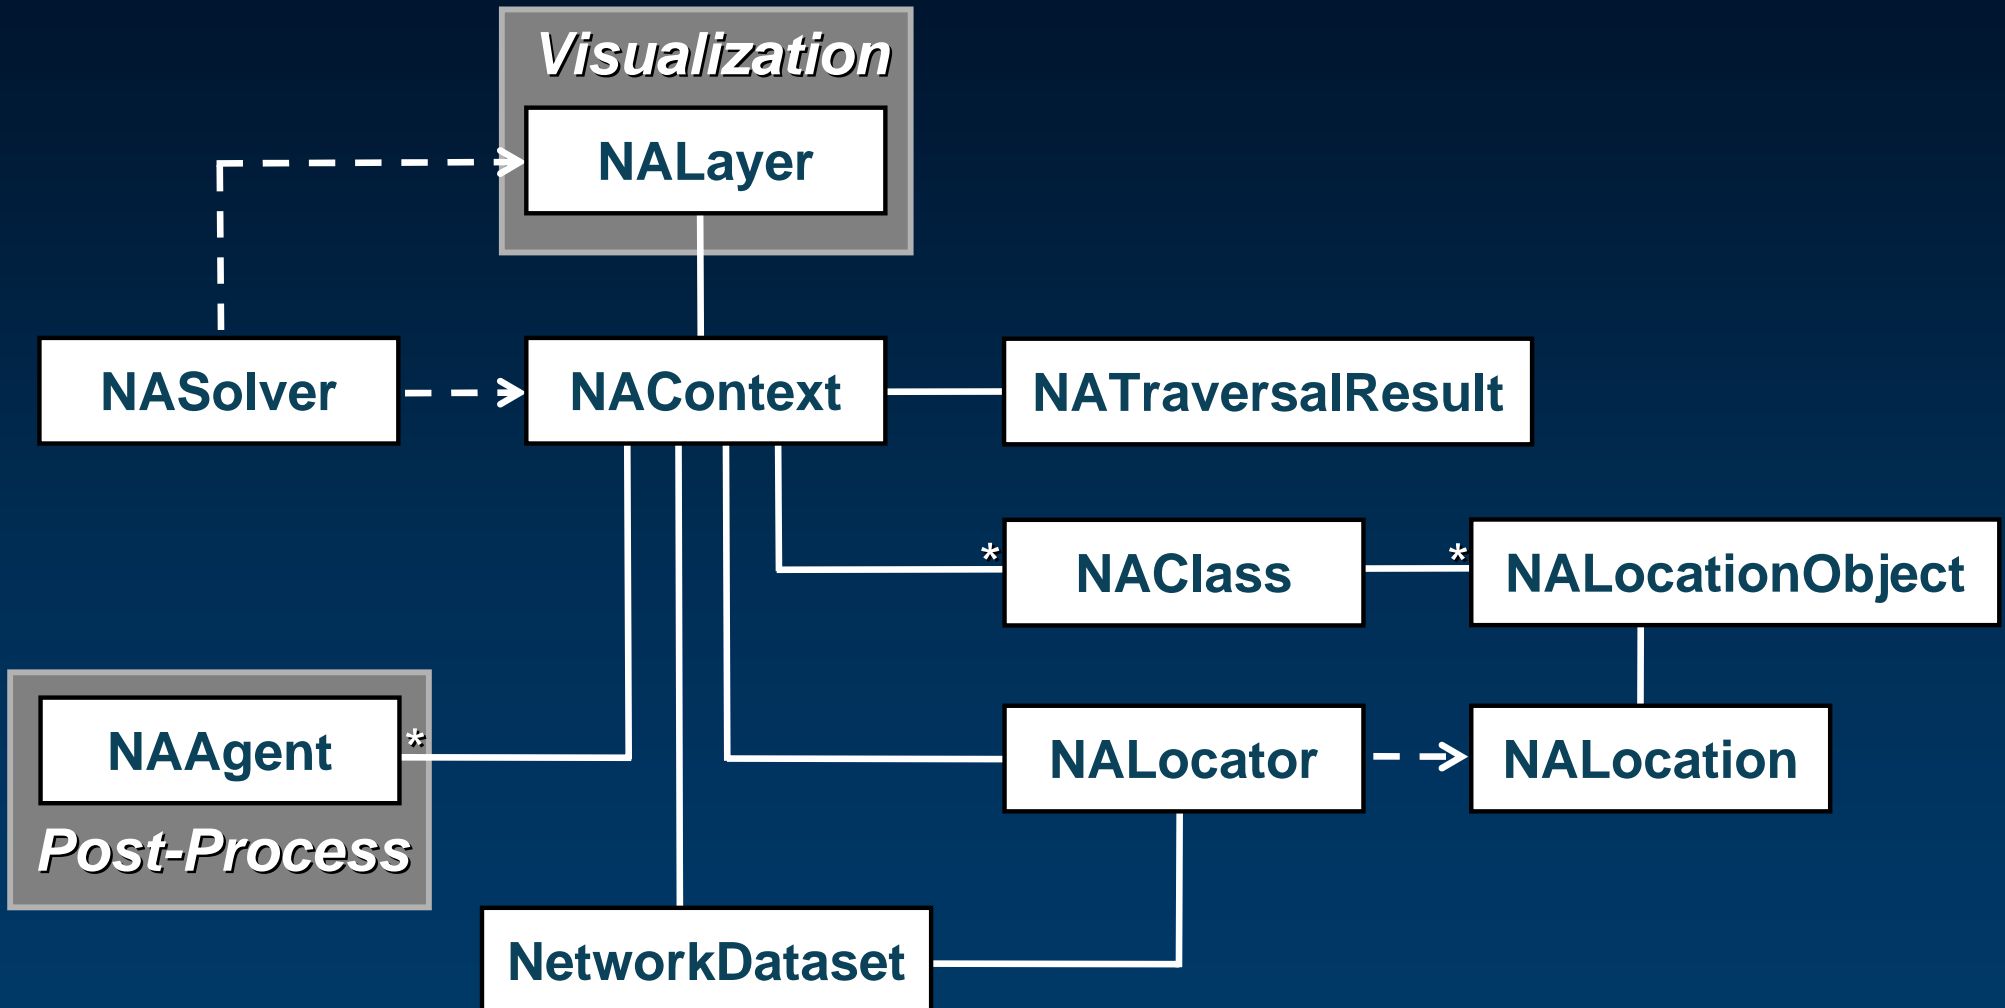 Visualization
NALayer
NASolver
NAContext
NATraversalResult
*
NAClass
*
NALocationObject
NAAgent
*
NALocator
NALocation
Post-Process
NetworkDataset